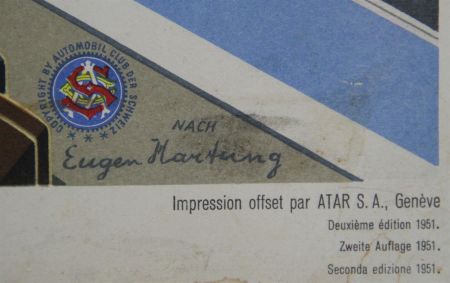 COPYRIGHT BY AUTOMOBIL CLUB DER SCHWEIZ
ACS
NACH
Eugen Hartung
Impression offset par ATAR S. A., Genève
Deuxième édition 1951.
Zweite Auflage 1951.
Seconda edizione 1951.